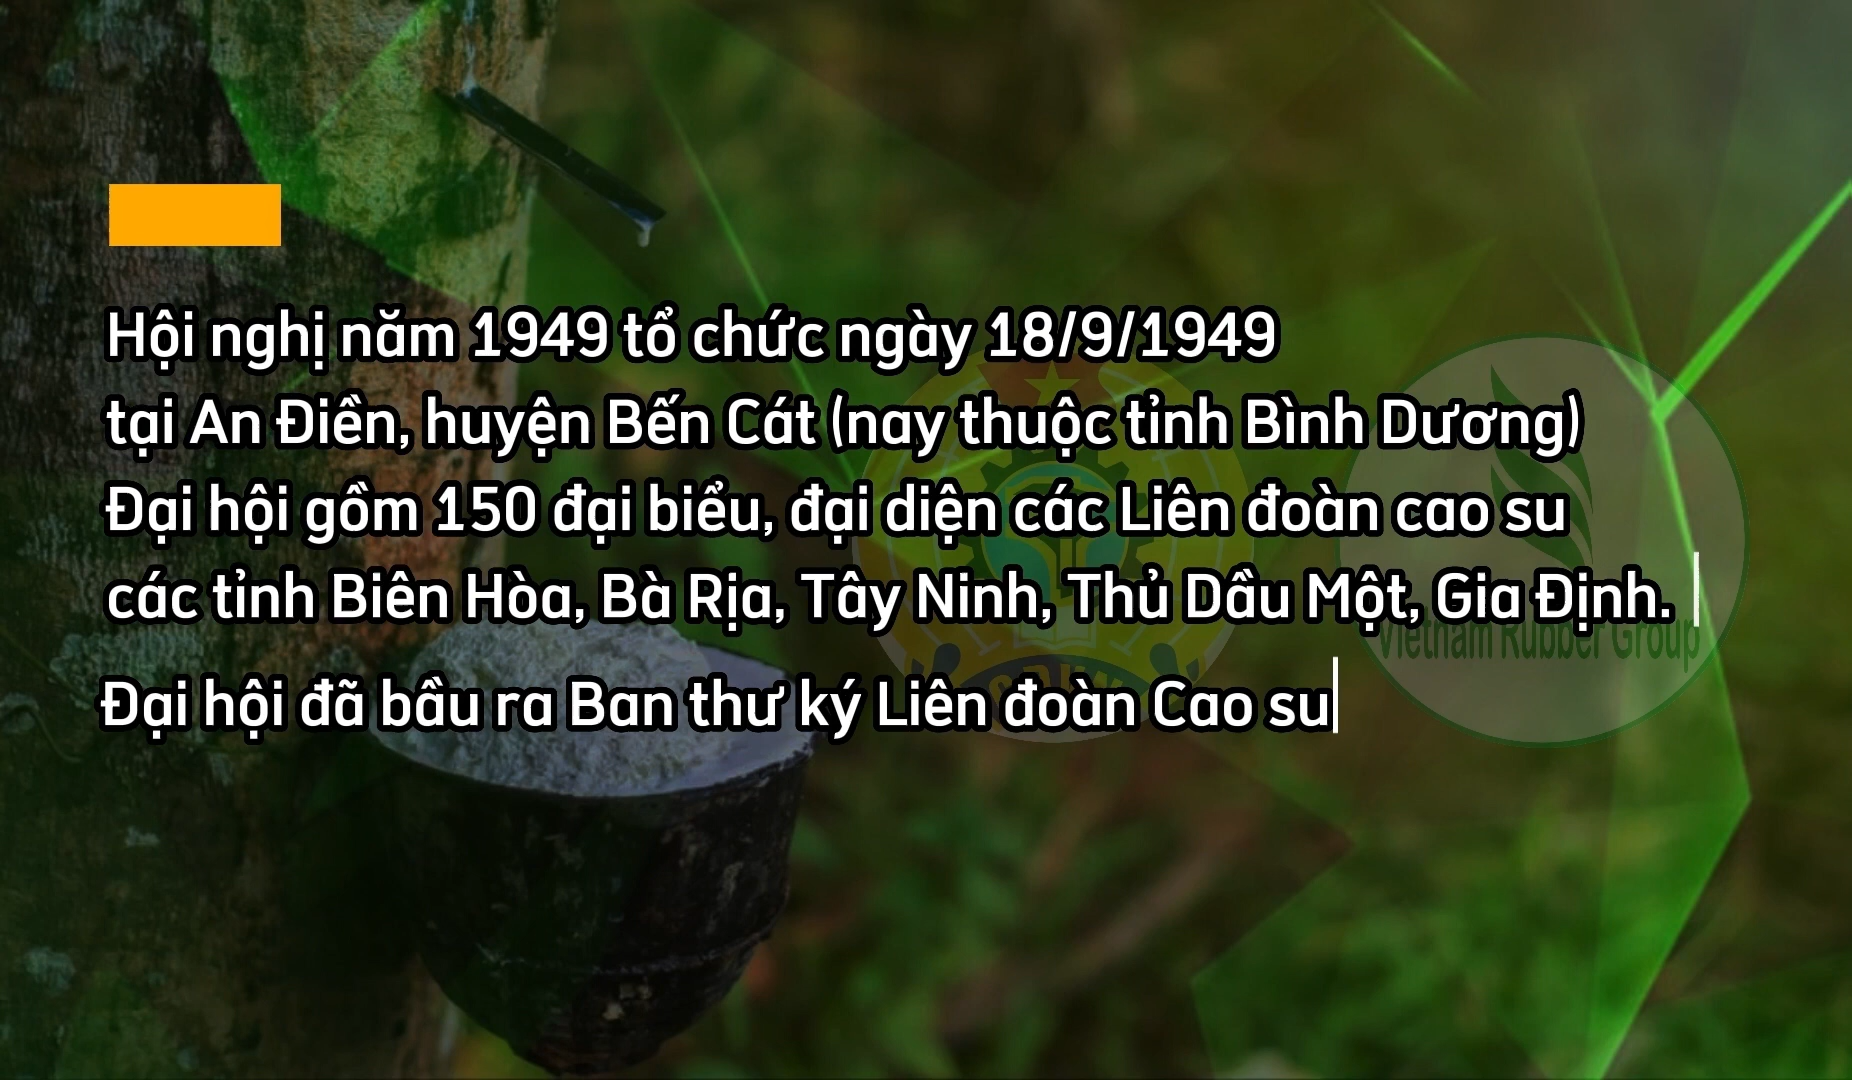 Hội nghị năm 1949 tổ chức ngày 18/9/1949
tại An Điền, huyện Bến Cát (nay thuộc tỉnh Bình Dương)
Đại hội gồm 150 đại biểu, đại diện các Liên đoàn cao su
các tỉnh Biên Hòa, Bà Rịa, Tây Ninh, Thủ Dầu Một, Gia Định.
Vietnam Rubber Group
Đại hội đã bầu ra Ban thư ký Liên đoàn Cao su